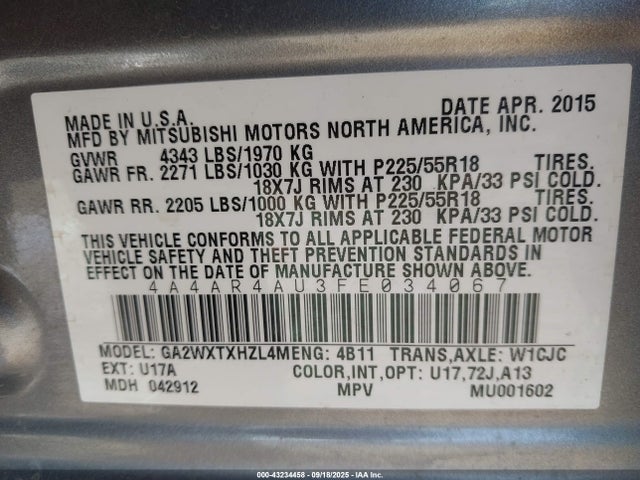 MADE IN U.S.A. DATE APR. 2015
MFD BY MITSUBISHI MOTORS NORTH AMERICA, INC.
GVWR 4343 LBS/1970 KG
GAWR FR. 2271 LBS/1030 KG WITH P225/55R18 TIRES.
18X7J RIMS AT 230 KPA/33 PSI COLD.
GAWR RR. 2205 LBS/1000 KG WITH P225/55R18 TIRES.
18X7J RIMS AT 230 KPA/33 PSI COLD.
THIS VEHICLE CONFORMS TO ALL APPLICABLE FEDERAL MOTOR
VEHICLE SAFETY AND THEFT PREVENTION STANDARDS IN
EFFECT ON THE DATE OF MANUFACTURE SHOWN ABOVE.
4A4AR4AU3FE034067
MODEL: GA2WXTXHZL4MENG: 4B11 TRANS,AXLE: W1CJC
EXT: U17A COLOR,INT,OPT: U17,72J,A13
MDH 042912 MPV MU001602
000-43234458 - 09/18/2025 - IAA Inc.